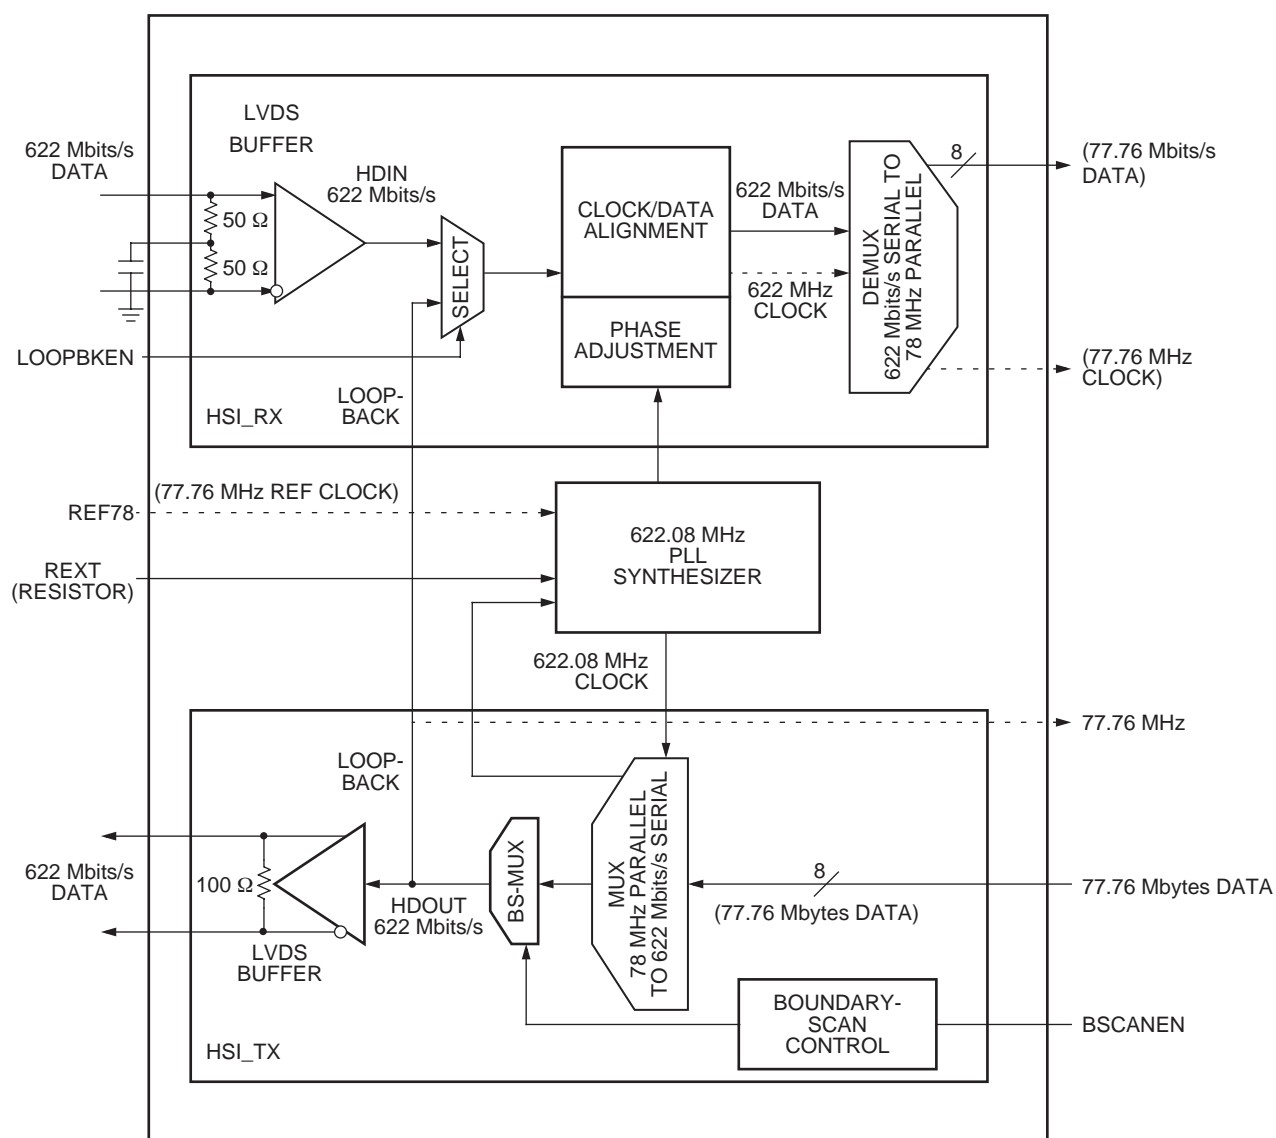 LVDS
BUFFER
622 Mbits/s
DATA
HDIN
622 Mbits/s
50 Ω
50 Ω
SELECT
CLOCK/DATA
ALIGNMENT
PHASE
ADJUSTMENT
622 Mbits/s
DATA
622 MHz
CLOCK
DEMUX
622 Mbits/s SERIAL TO
78 MHz PARALLEL
8
(77.76 Mbits/s
DATA)
(77.76 MHz
CLOCK)
LOOPBKEN
LOOP-
BACK
HSI_RX
(77.76 MHz REF CLOCK)
REF78
REXT
(RESISTOR)
622.08 MHz
PLL
SYNTHESIZER
622.08 MHz
CLOCK
77.76 MHz
LOOP-
BACK
622 Mbits/s
DATA
100 Ω
LVDS
BUFFER
HDOUT
622 Mbits/s
BS-MUX
MUX
78 MHz PARALLEL
TO 622 Mbits/s SERIAL
8
(77.76 Mbytes DATA)
77.76 Mbytes DATA
BOUNDARY-
SCAN
CONTROL
BSCANEN
HSI_TX